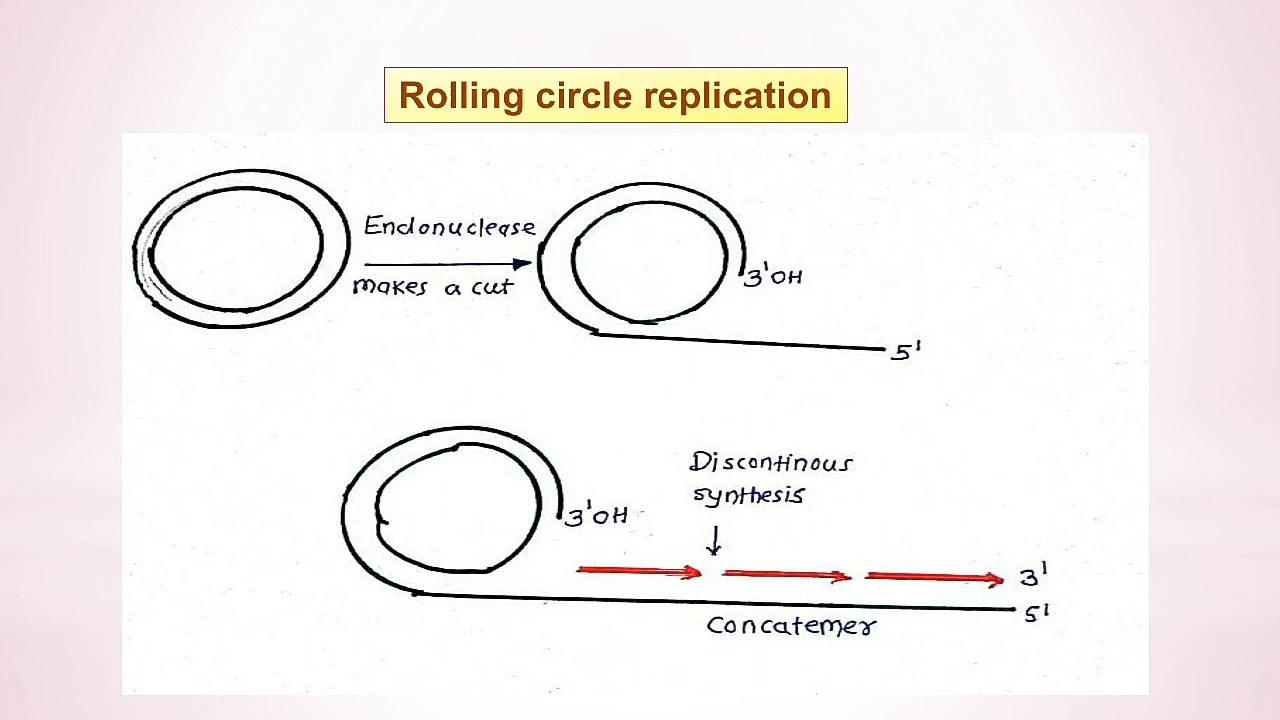 Rolling circle replication
Endonuclease
makes a cut
3'OH
5'
Discontinous
synthesis
3'OH
3'
5'
Concatemer